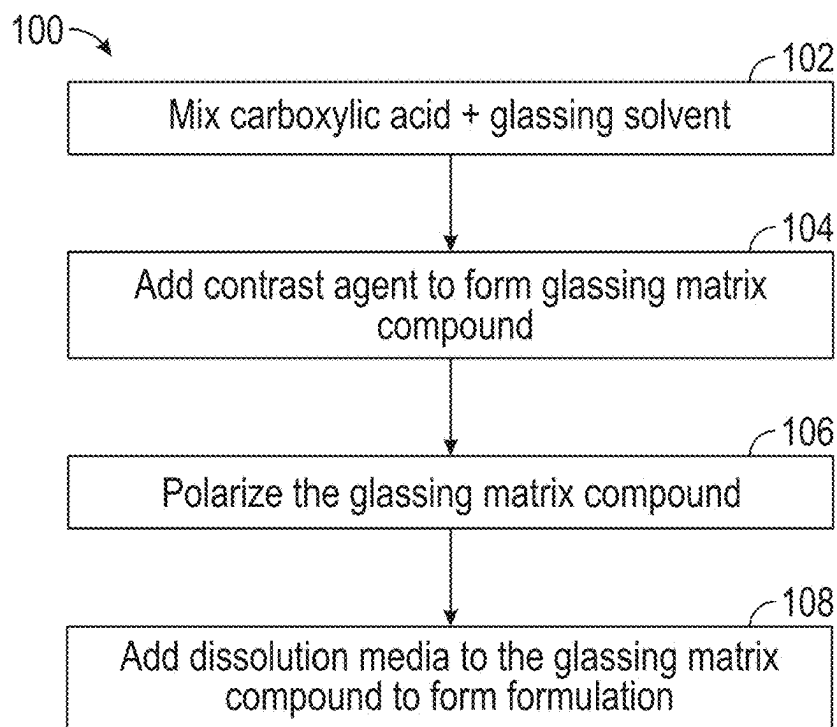 100
102
Mix carboxylic acid + glassing solvent
104
Add contrast agent to form glassing matrix
compound
106
Polarize the glassing matrix compound
108
Add dissolution media to the glassing matrix
compound to form formulation